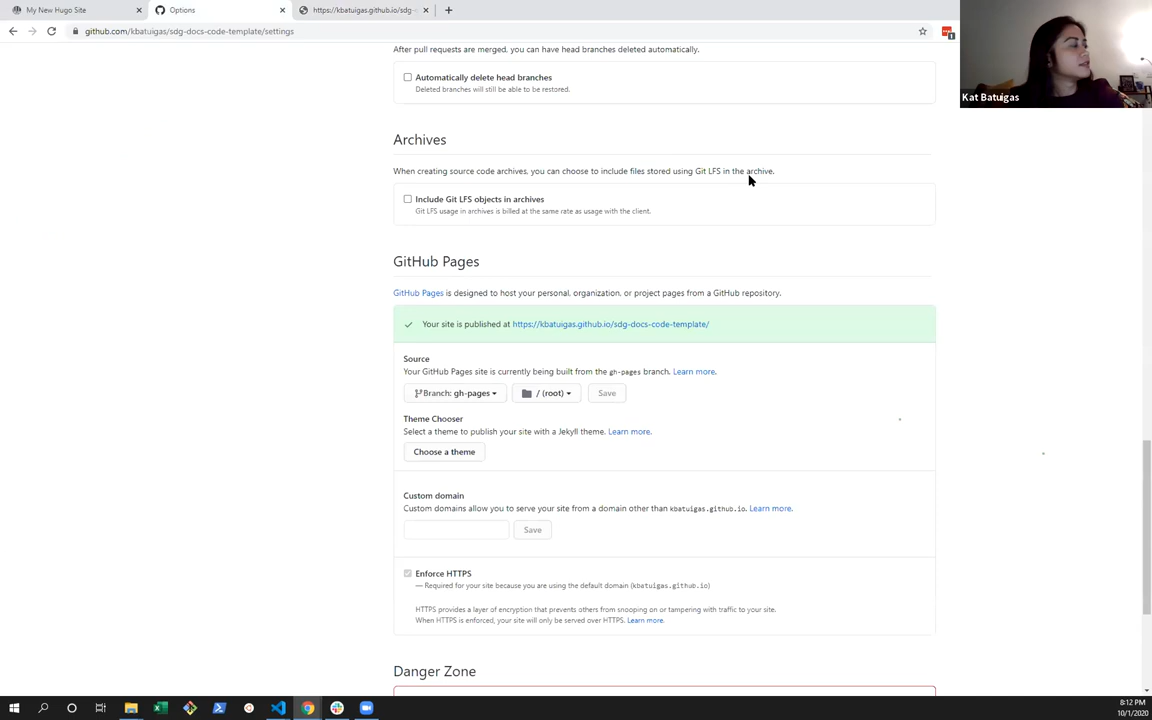 My New Hugo Site
Options
https://kbatuigas.github.io/sdg-
github.com/kbatuigas/sdg-docs-code-template/settings
Kat Batuigas
After pull requests are merged, you can have head branches deleted automatically.
Automatically delete head branches
Deleted branches will still be able to be restored.
Archives
When creating source code archives, you can choose to include files stored using Git LFS in the archive.
Include Git LFS objects in archives
Git LFS usage in archives is billed at the same rate as usage with the client.
GitHub Pages
GitHub Pages is designed to host your personal, organization, or project pages from a GitHub repository.
Your site is published at https://kbatuigas.github.io/sdg-docs-code-template/
Source
Your GitHub Pages site is currently being built from the gh-pages branch. Learn more.
Branch: gh-pages / (root) Save
Theme Chooser
Select a theme to publish your site with a Jekyll theme. Learn more.
Choose a theme
Custom domain
Custom domains allow you to serve your site from a domain other than kbatuigas.github.io. Learn more.
Save
Enforce HTTPS
— Required for your site because you are using the default domain (kbatuigas.github.io)
HTTPS provides a layer of encryption that prevents others from snooping on or tampering with traffic to your site.
When HTTPS is enforced, your site will only be served over HTTPS. Learn more.
Danger Zone
8:12 PM
10/1/2020